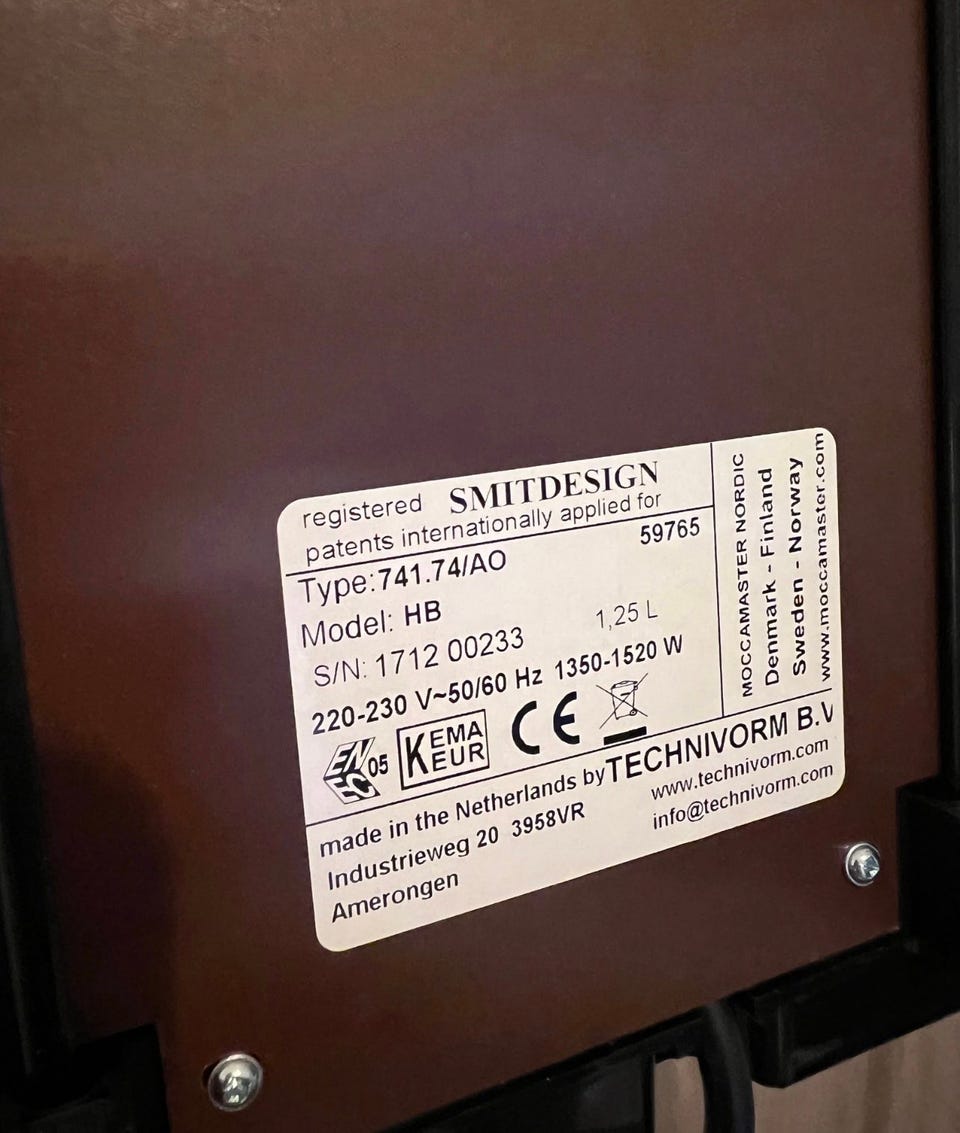 registered SMITDESIGN
patents internationally applied for
59765
Type:741.74/AO
Model: HB
S/N: 1712 00233 1,25 L
220-230 V~50/60 Hz 1350-1520 W
ENEC 05 KEMA KEUR CE
MOCCAMASTER NORDIC
Denmark - Finland
Sweden - Norway
www.moccamaster.com
made in the Netherlands by TECHNIVORM B.V
Industrieweg 20 3958VR www.technivorm.com
Amerongen info@technivorm.com